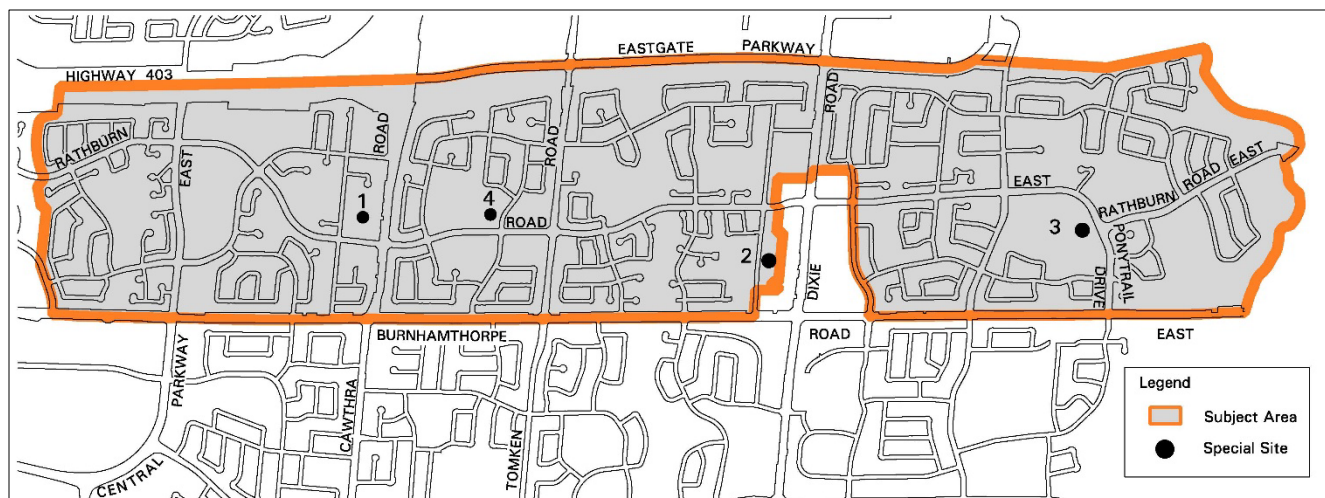 EASTGATE PARKWAY
HIGHWAY 403
RATHBURN
EAST
ROAD
ROAD
ROAD
1
4
ROAD
EAST
RATHBURN ROAD EAST
3
2
PONYTRAIL
DRIVE
DIXIE
BURNHAMTHORPE
ROAD
EAST
PARKWAY
CAWTHRA
TOMKEN
CENTRAL
Legend
Subject Area
Special Site